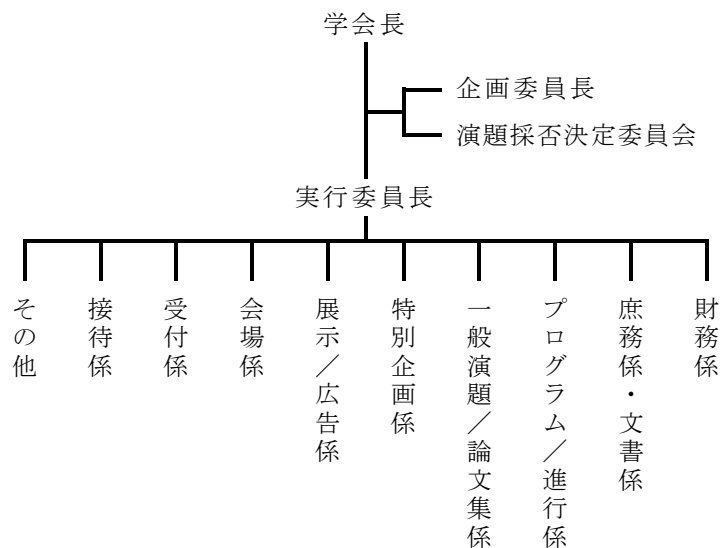 学会長
企画委員長
演題採否決定委員会
実行委員長
その他
接待係
受付係
会場係
展示／広告係
特別企画係
一般演題／論文集係
プログラム／進行係
庶務係・文書係
財務係